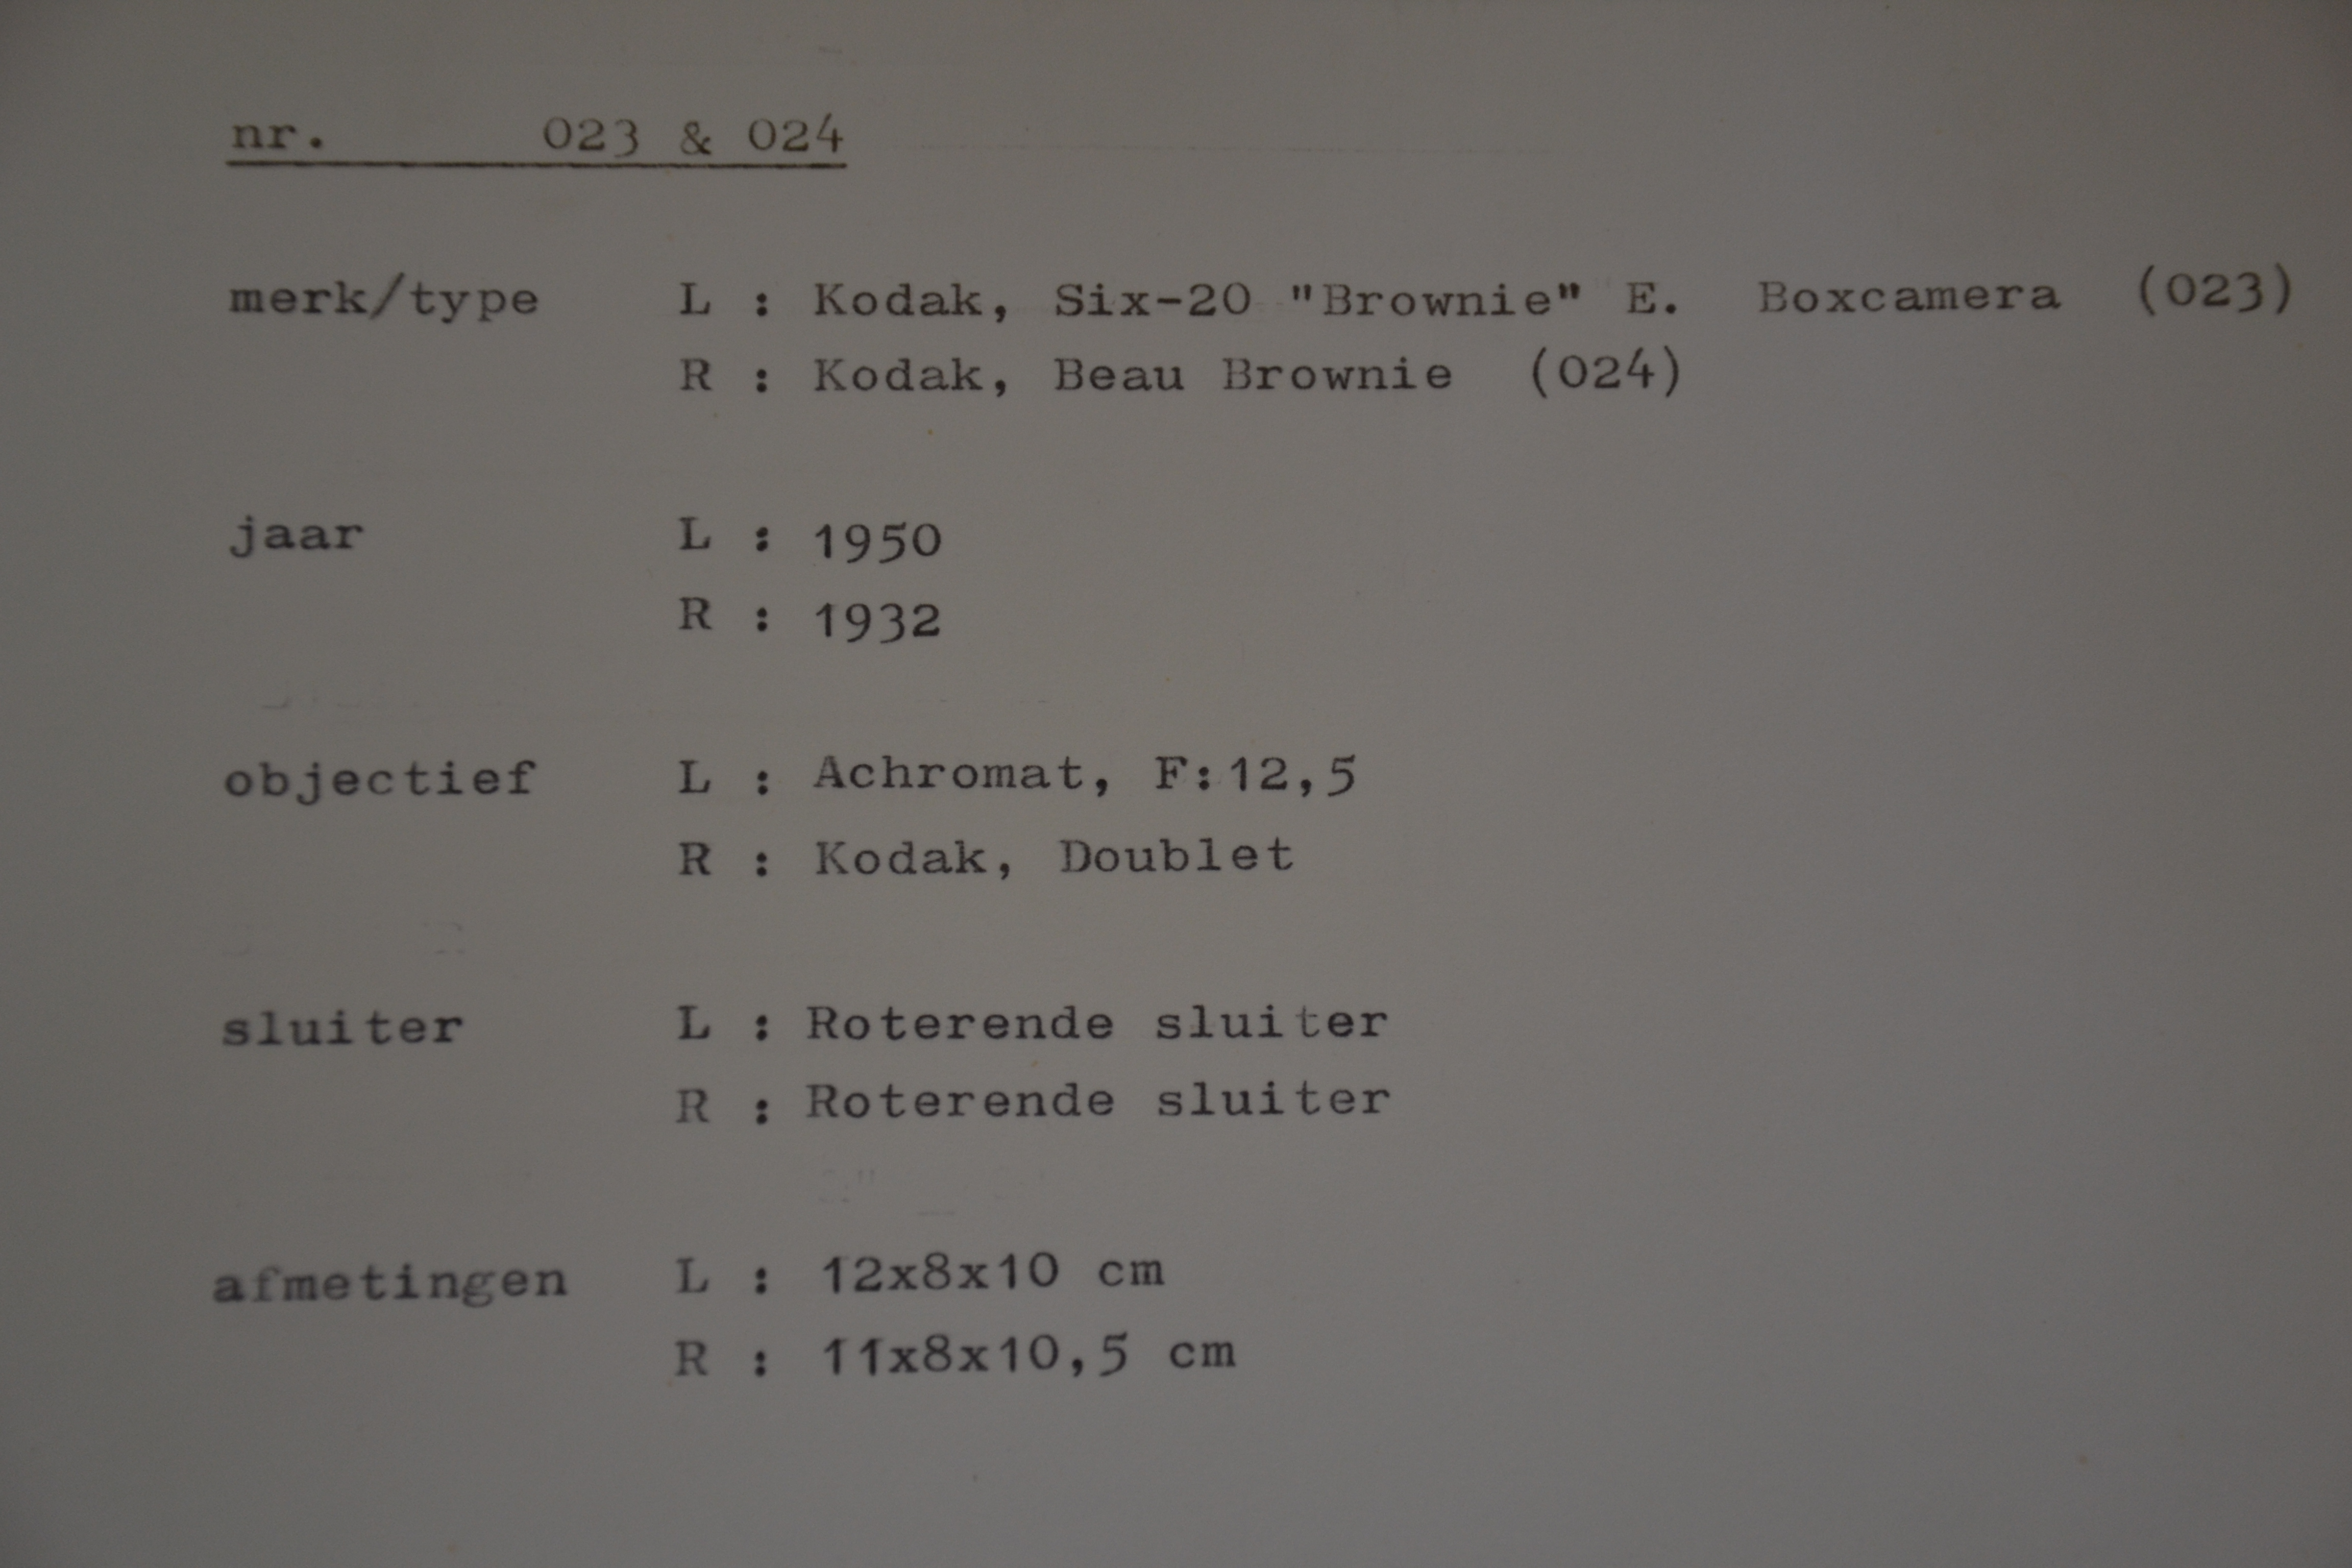 nr. 023 & 024
merk/type L : Kodak, Six-20 "Brownie" E. Boxcamera (023)
R : Kodak, Beau Brownie (024)
jaar L : 1950
R : 1932
objectief L : Achromat, F:12,5
R : Kodak, Doublet
sluiter L : Roterende sluiter
R : Roterende sluiter
afmetingen L : 12x8x10 cm
R : 11x8x10,5 cm